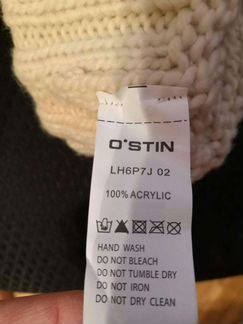 O'STIN
LH6P7J 02
100% ACRYLIC
HAND WASH
DO NOT BLEACH
DO NOT TUMBLE DRY
DO NOT IRON
DO NOT DRY CLEAN